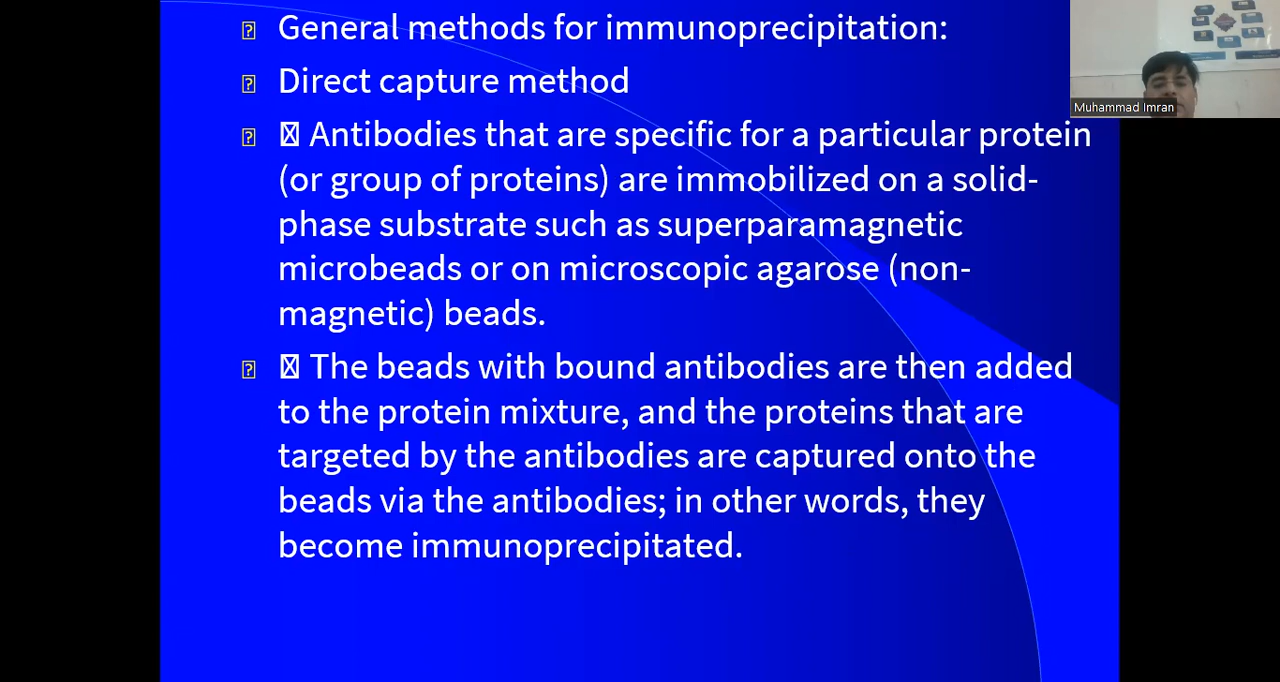 General methods for immunoprecipitation:
Direct capture method
Antibodies that are specific for a particular protein
(or group of proteins) are immobilized on a solid-
phase substrate such as superparamagnetic
microbeads or on microscopic agarose (non-
magnetic) beads.
The beads with bound antibodies are then added
to the protein mixture, and the proteins that are
targeted by the antibodies are captured onto the
beads via the antibodies; in other words, they
become immunoprecipitated.
Muhammad Imran